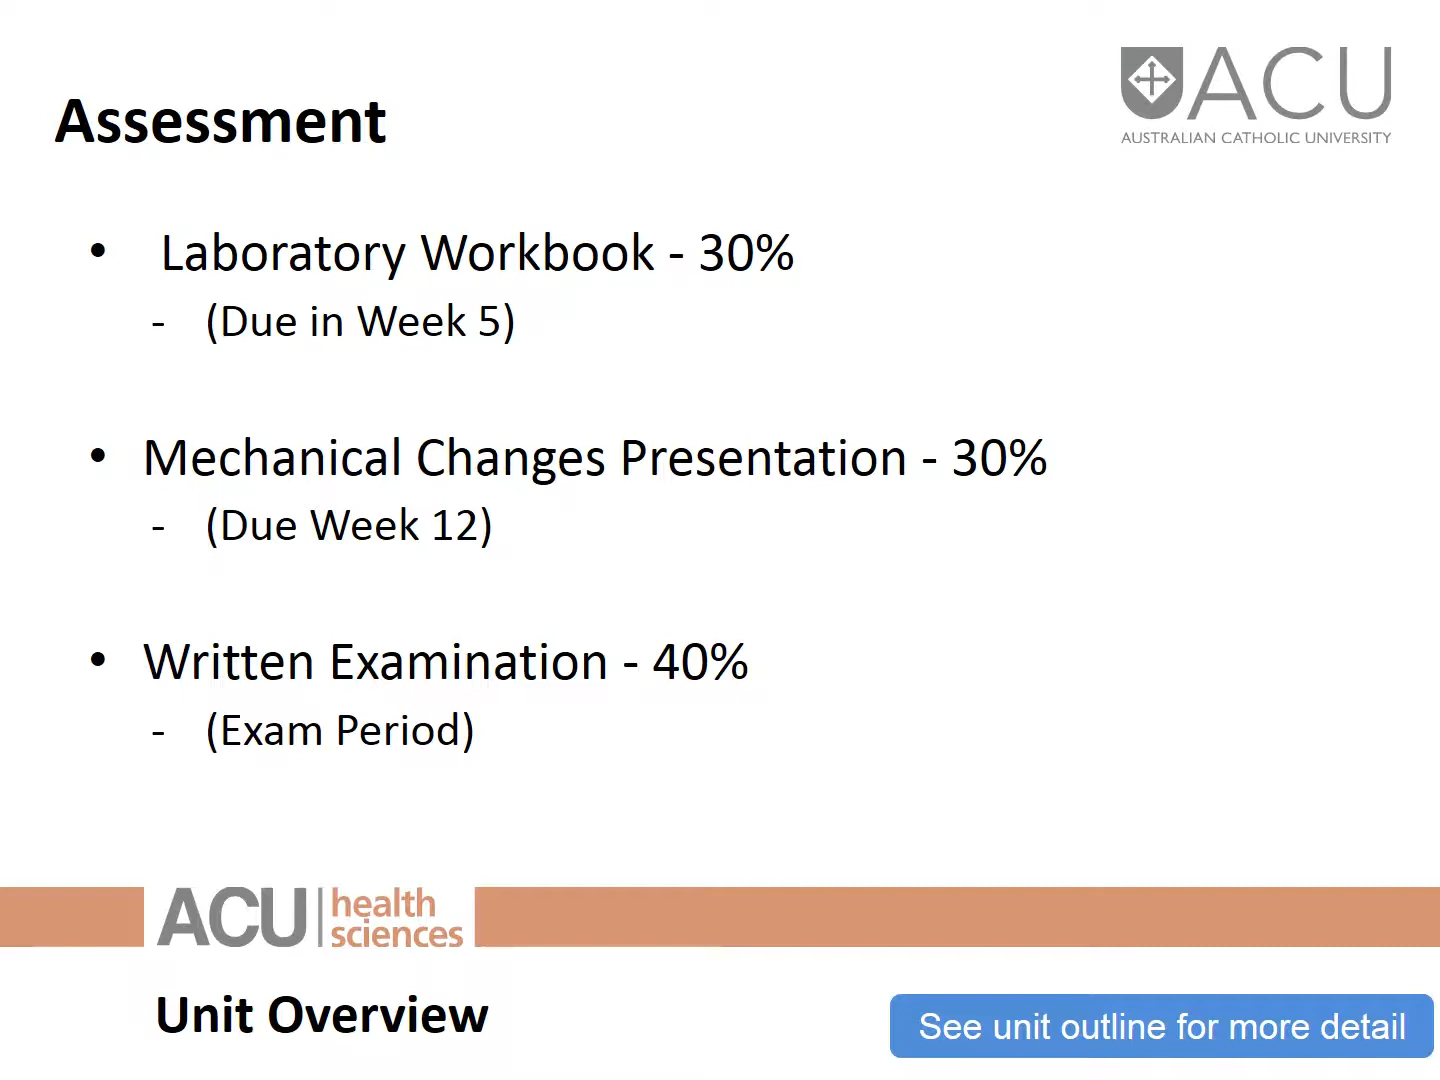 Assessment
ACU
AUSTRALIAN CATHOLIC UNIVERSITY
• Laboratory Workbook - 30%
- (Due in Week 5)
• Mechanical Changes Presentation - 30%
- (Due Week 12)
• Written Examination - 40%
- (Exam Period)
ACU health
sciences
Unit Overview
See unit outline for more detail